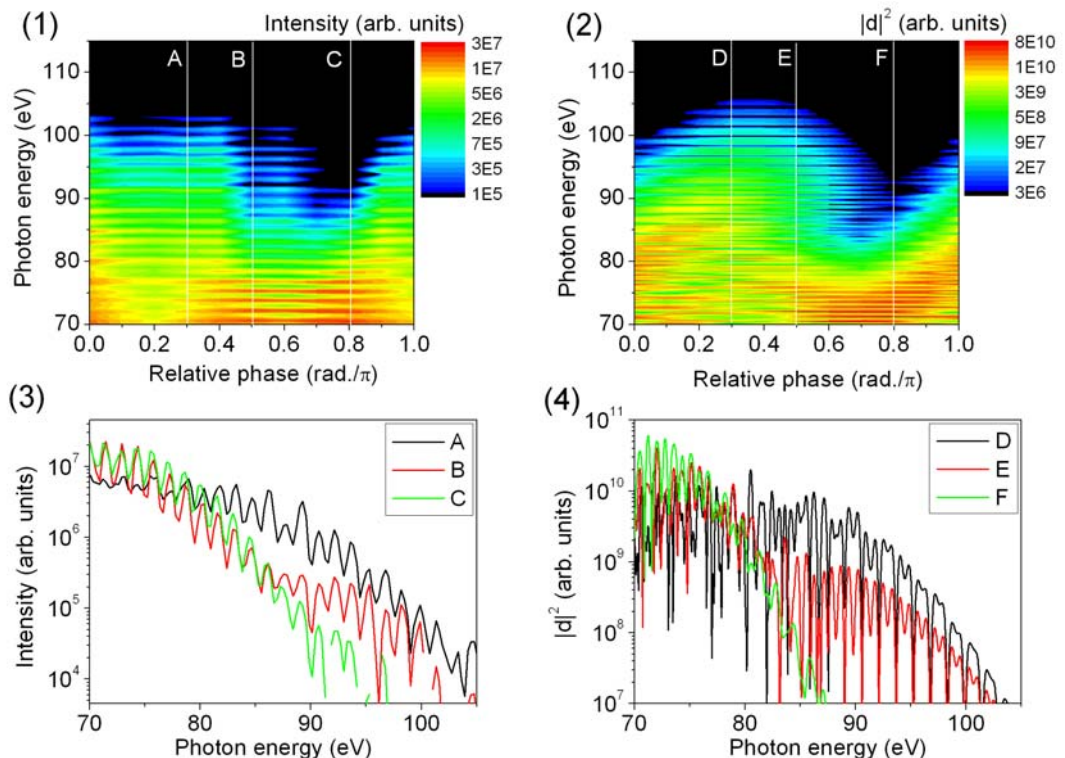 (1)
Intensity (arb. units)
A
B
C
110
100
90
80
70
Photon energy (eV)
0.0
0.2
0.4
0.6
0.8
1.0
Relative phase (rad./π)
3E7
1E7
5E6
2E6
7E5
3E5
1E5
(2)
|d|²(arb. units)
D
E
F
110
100
90
80
70
Photon energy (eV)
0.0
0.2
0.4
0.6
0.8
1.0
Relative phase (rad./π)
8E10
1E10
3E9
5E8
9E7
2E7
3E6
(3)
A
B
C
10⁷
10⁶
10⁵
10⁴
Intensity (arb. units)
70
80
90
100
Photon energy (eV)
(4)
D
E
F
10¹¹
10¹⁰
10⁹
10⁸
10⁷
|d|² (arb. units)
70
80
90
100
Photon energy (eV)